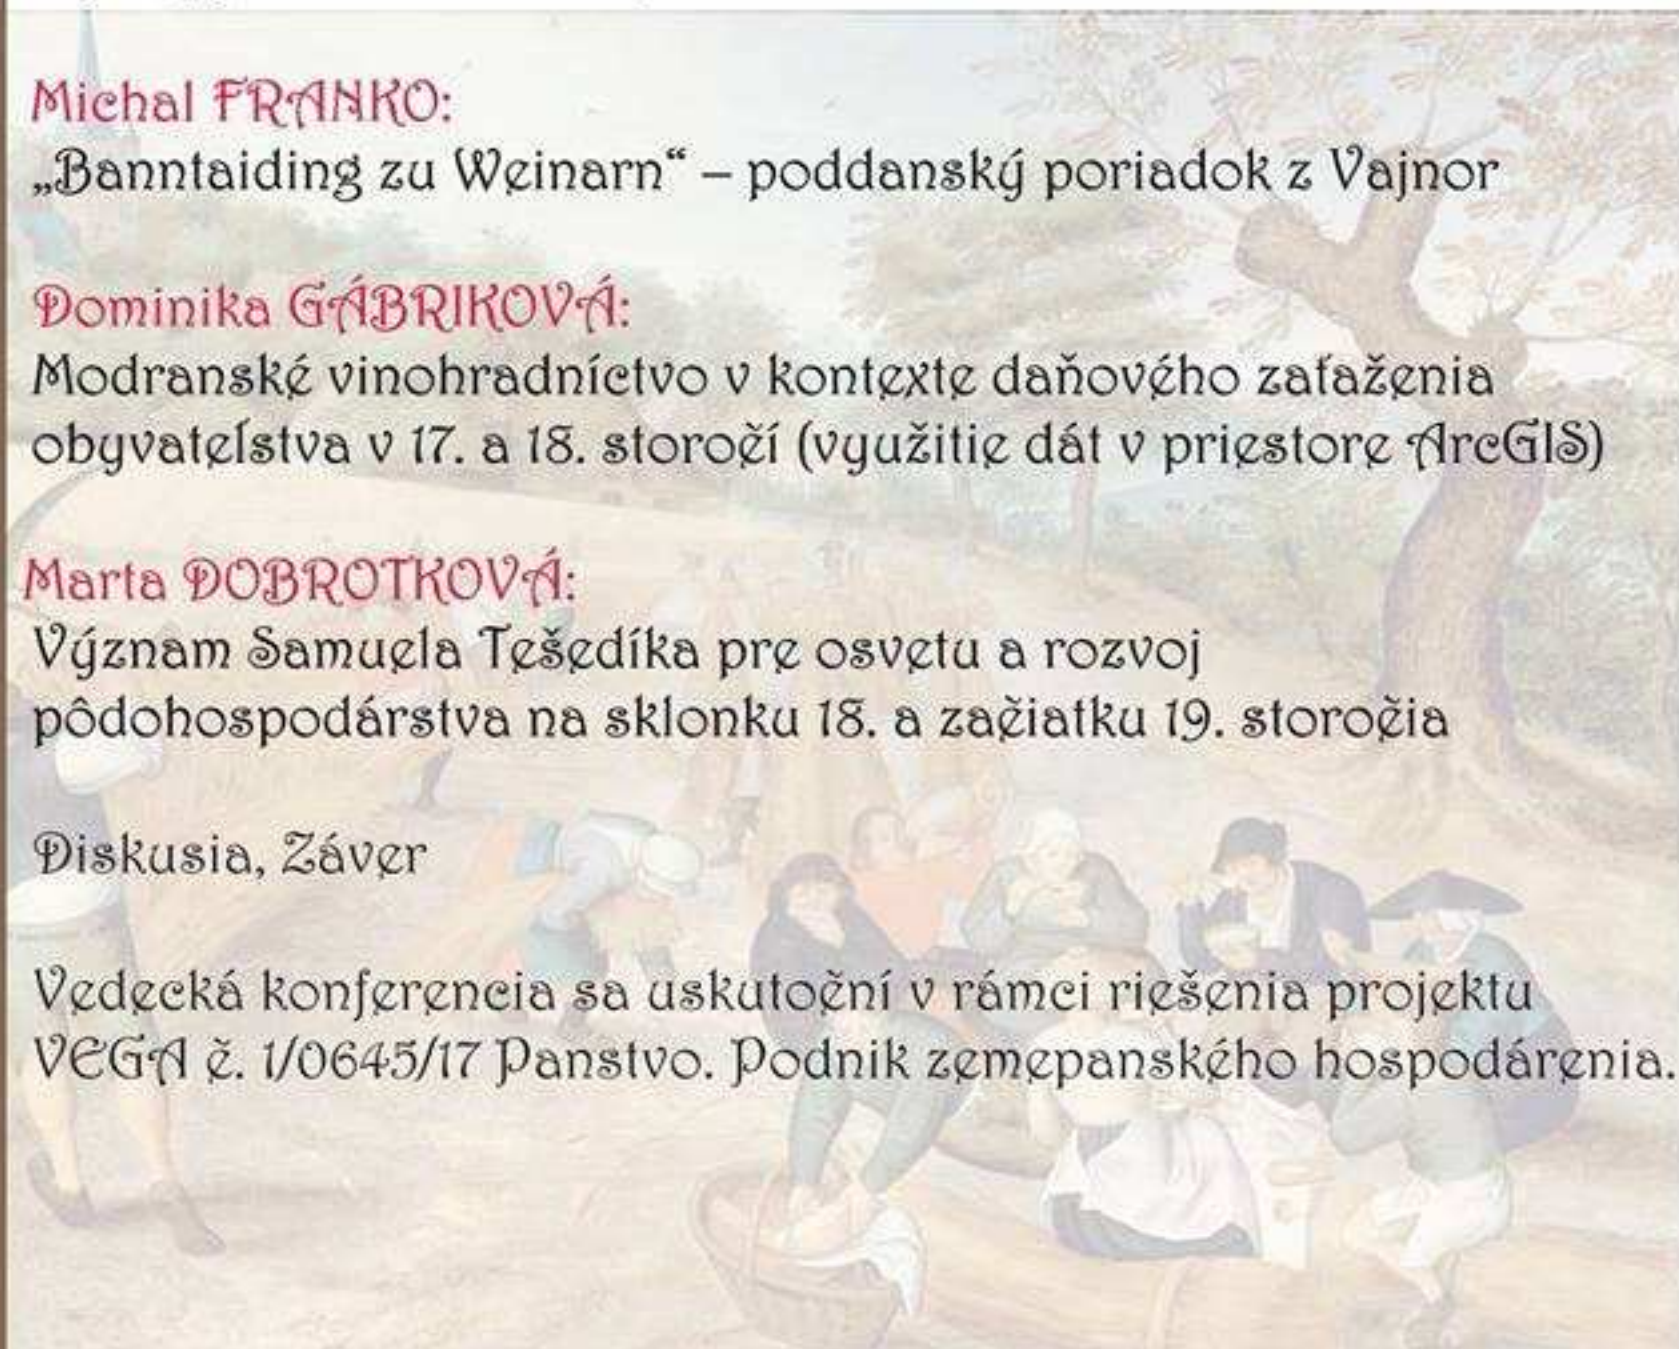 Michal FRANKO:
„Banntaiding zu Weinarn“ – poddanský poriadok z Vajnor
Dominika GÁBRIKOVÁ:
Modranské vinohradníctvo v kontexte daňového zaťaženia
obyvateľstva v 17. a 18. storočí (využitie dát v priestore ArcGIS)
Marta DOBROTKOVÁ:
Význam Samuela Tešedíka pre osvetu a rozvoj
pôdohospodárstva na sklonku 18. a začiatku 19. storočia
Diskusia, Záver
Vedecká konferencia sa uskutoční v rámci riešenia projektu
VEGA č. 1/0645/17 Panstvo. Podnik zemepanského hospodárenia.